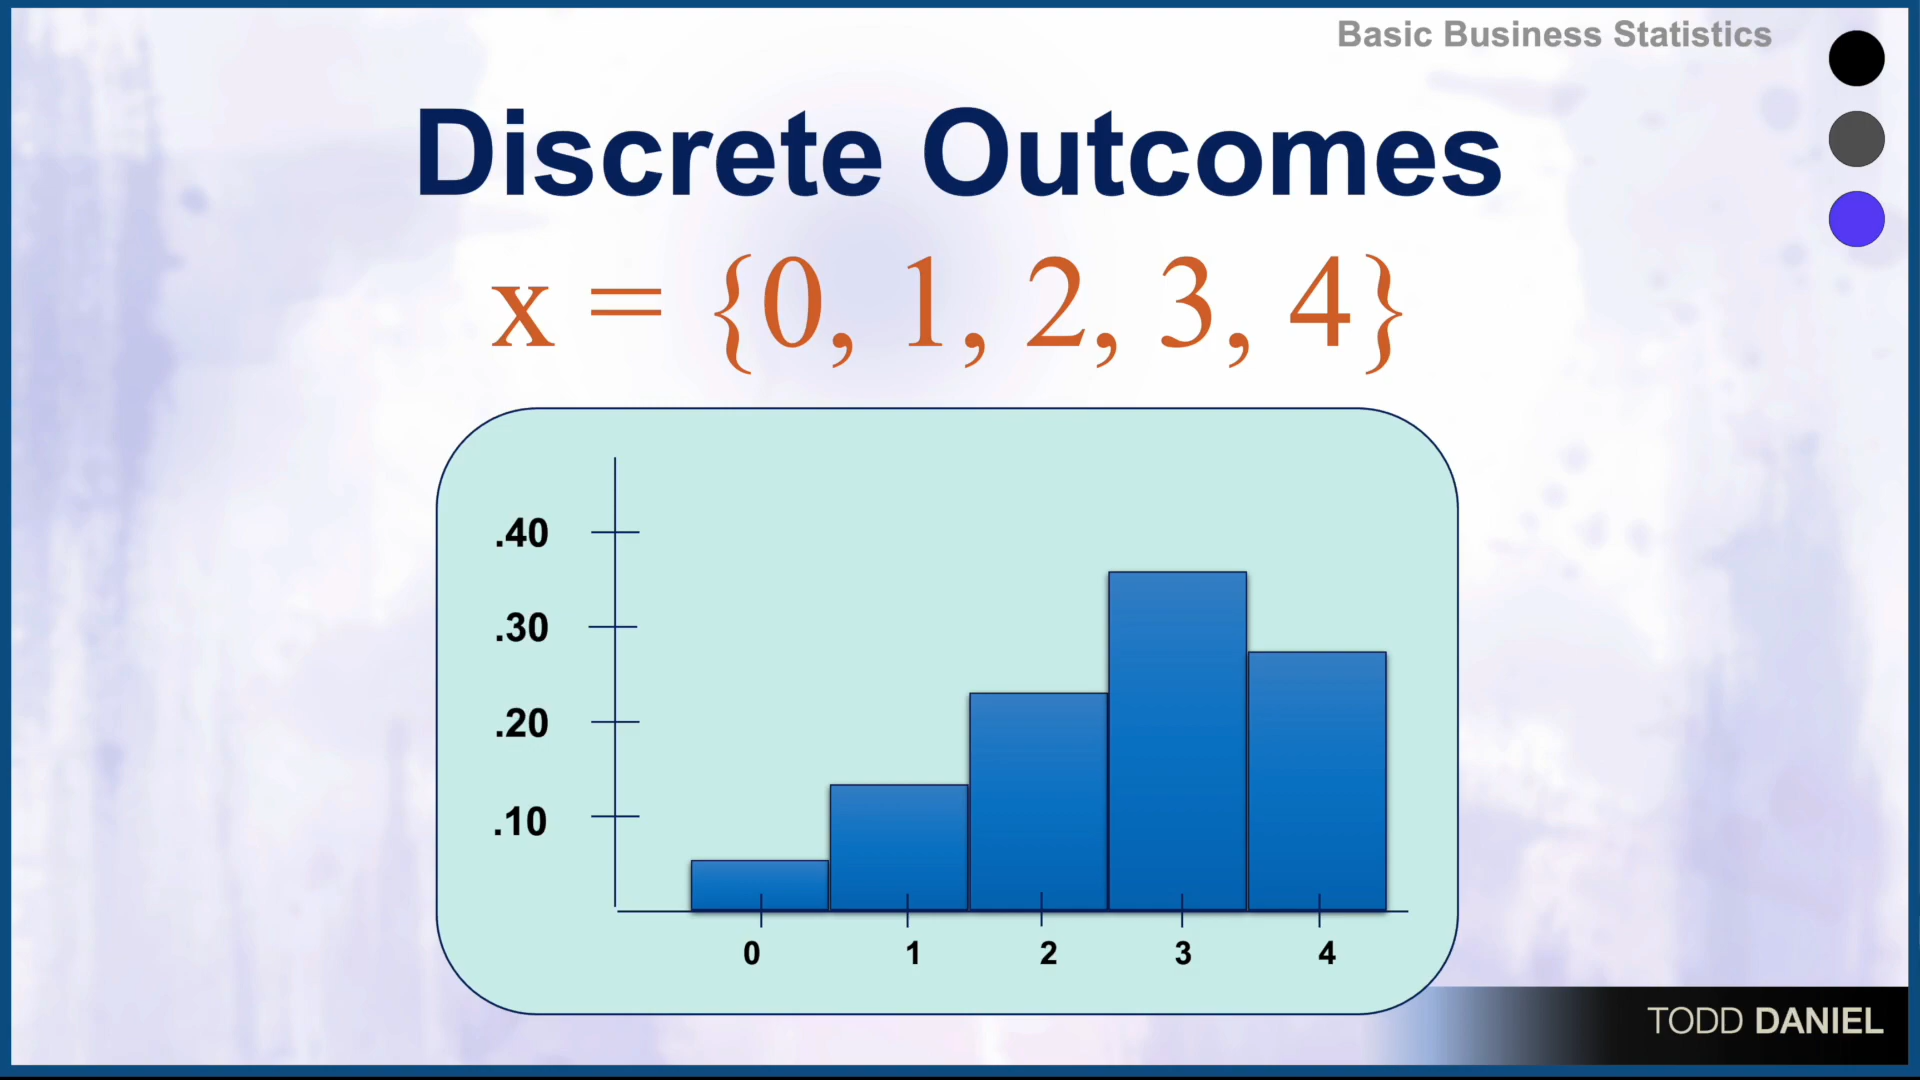 Basic Business Statistics
Discrete Outcomes
x = {0, 1, 2, 3, 4}
.40
.30
.20
.10
0 1 2 3 4
TODD DANIEL